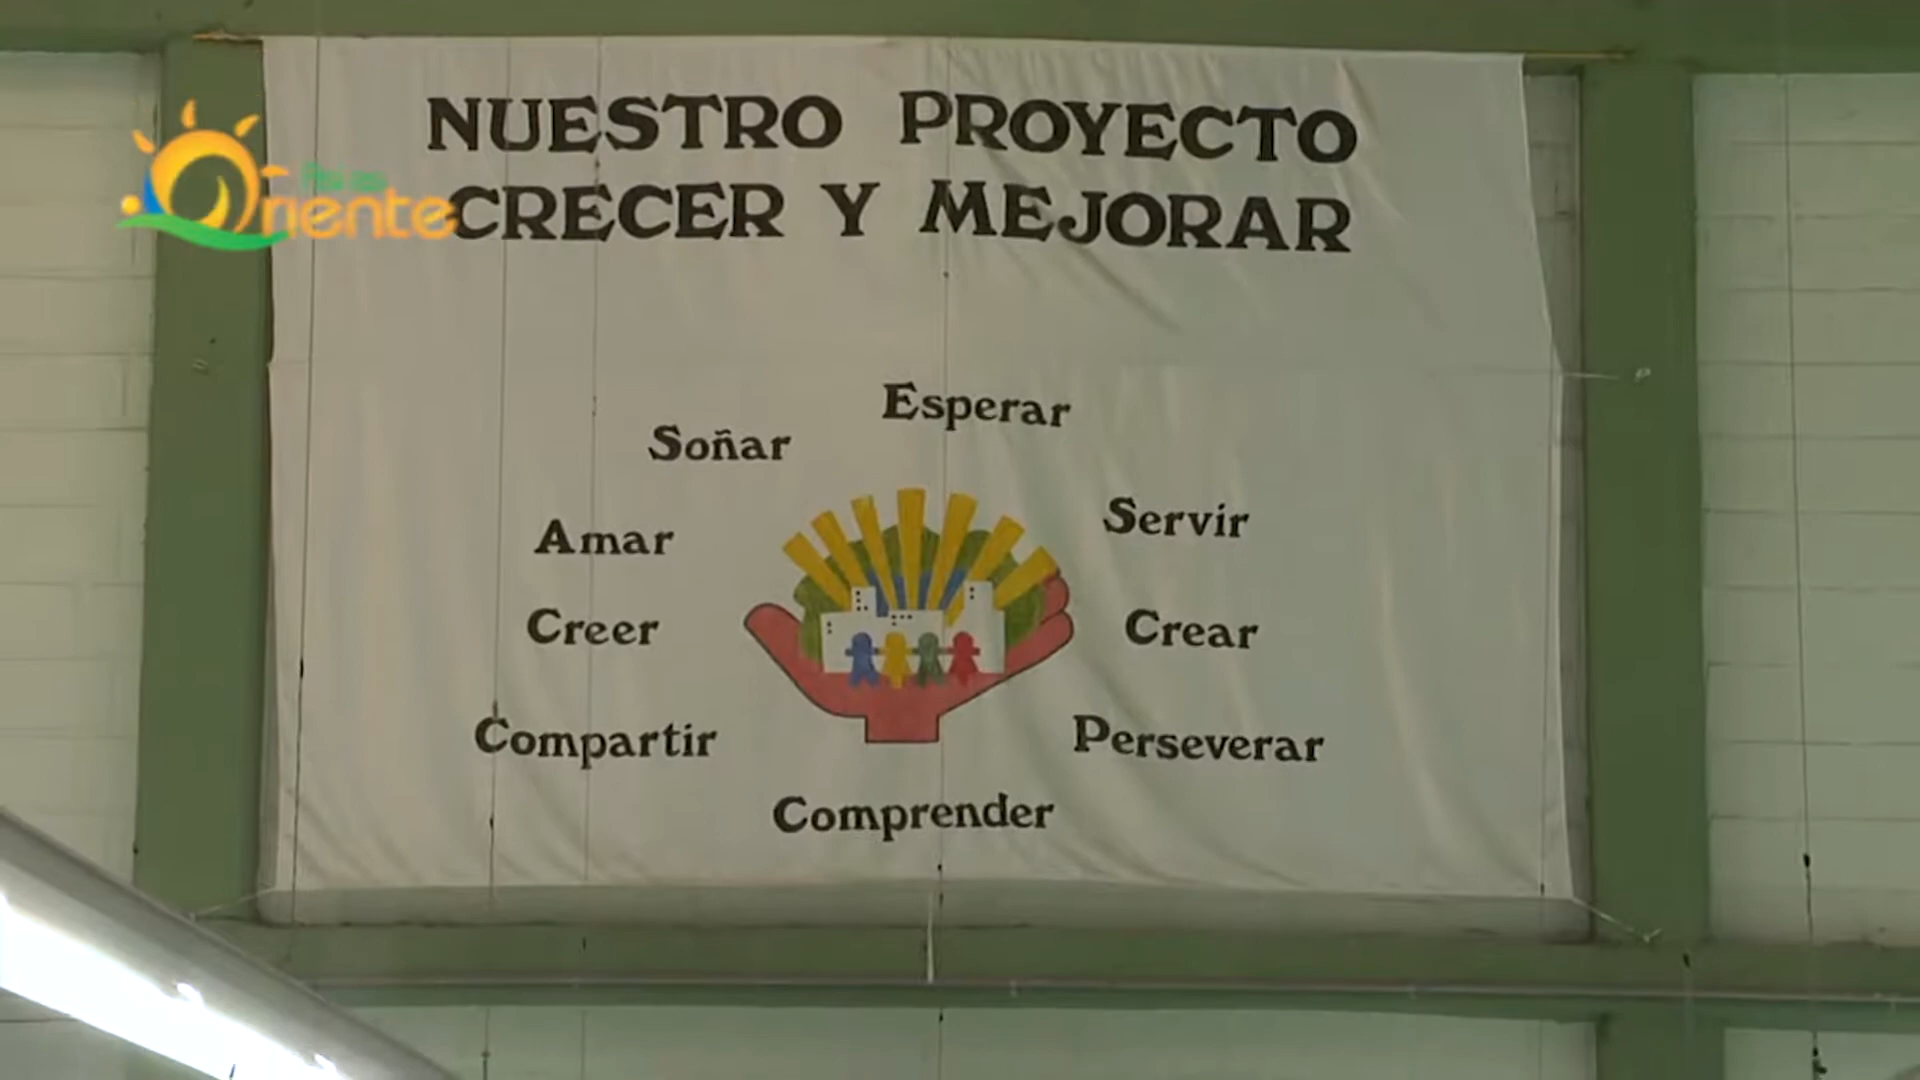 NUESTRO PROYECTO
CRECER Y MEJORAR
Oriente
Esperar
Soñar
Servir
Amar
Creer
Crear
Compartir
Perseverar
Comprender